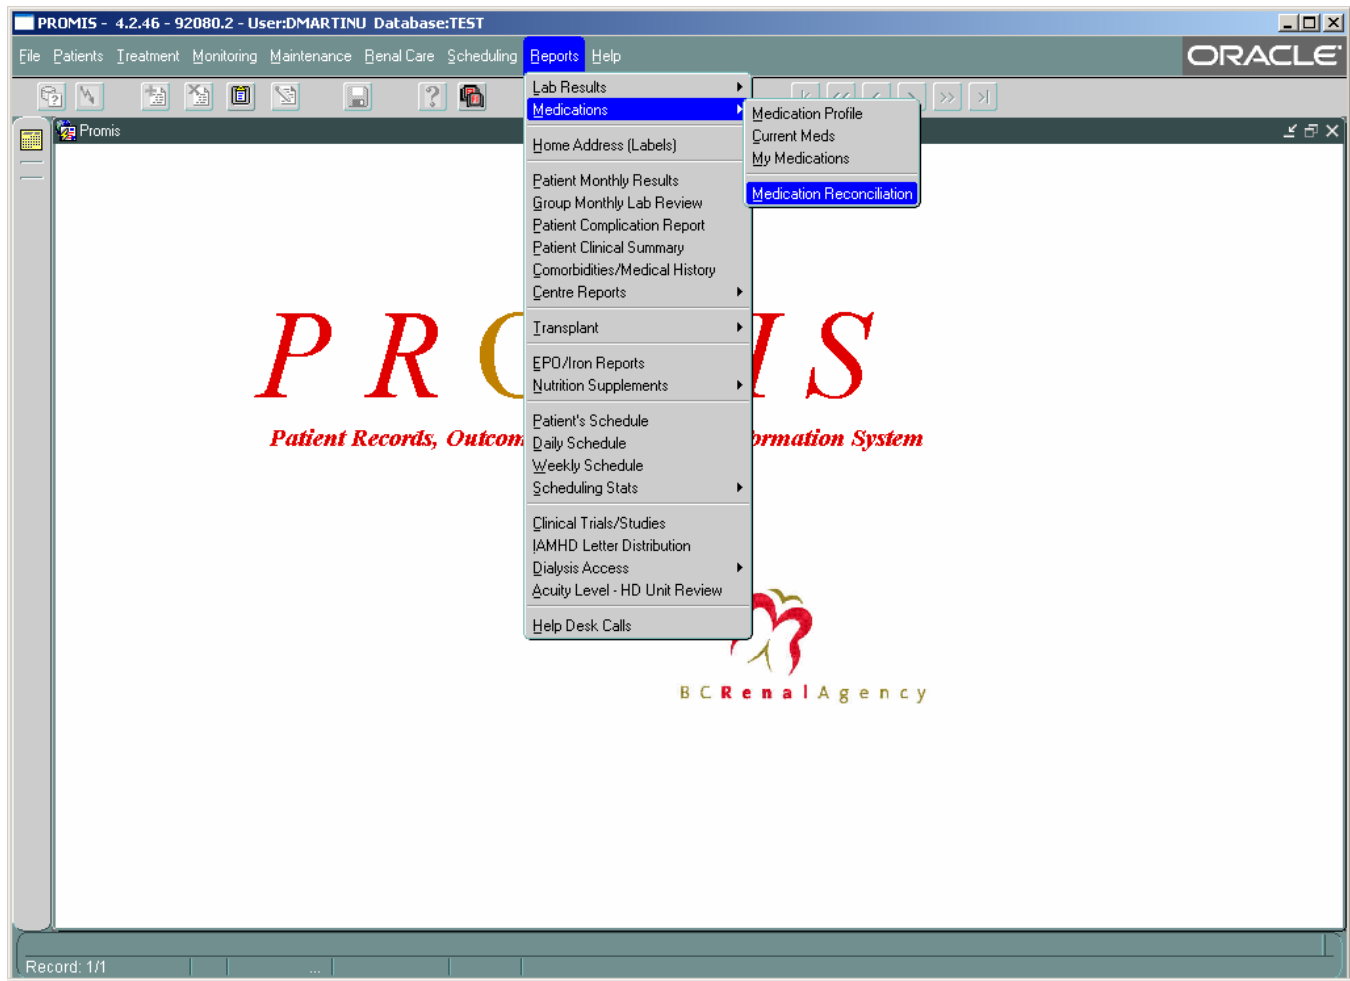 PROMIS - 4.2.46 - 92080.2 - User:DMARTINU Database:TEST
File Patients Treatment Monitoring Maintenance Renal Care Scheduling Reports Help
ORACLE
Promis
Lab Results
Medications
Home Address (Labels)
Patient Monthly Results
Group Monthly Lab Review
Patient Complication Report
Patient Clinical Summary
Comorbidities/Medical History
Centre Reports
Transplant
EPO/Iron Reports
Nutrition Supplements
Patient's Schedule
Daily Schedule
Weekly Schedule
Scheduling Stats
Clinical Trials/Studies
IAMHD Letter Distribution
Dialysis Access
Acuity Level - HD Unit Review
Help Desk Calls
Medication Profile
Current Meds
My Medications
Medication Reconciliation
P R I S
Patient Records, Outcom ormation System
BCRenalAgency
Record: 1/1
...